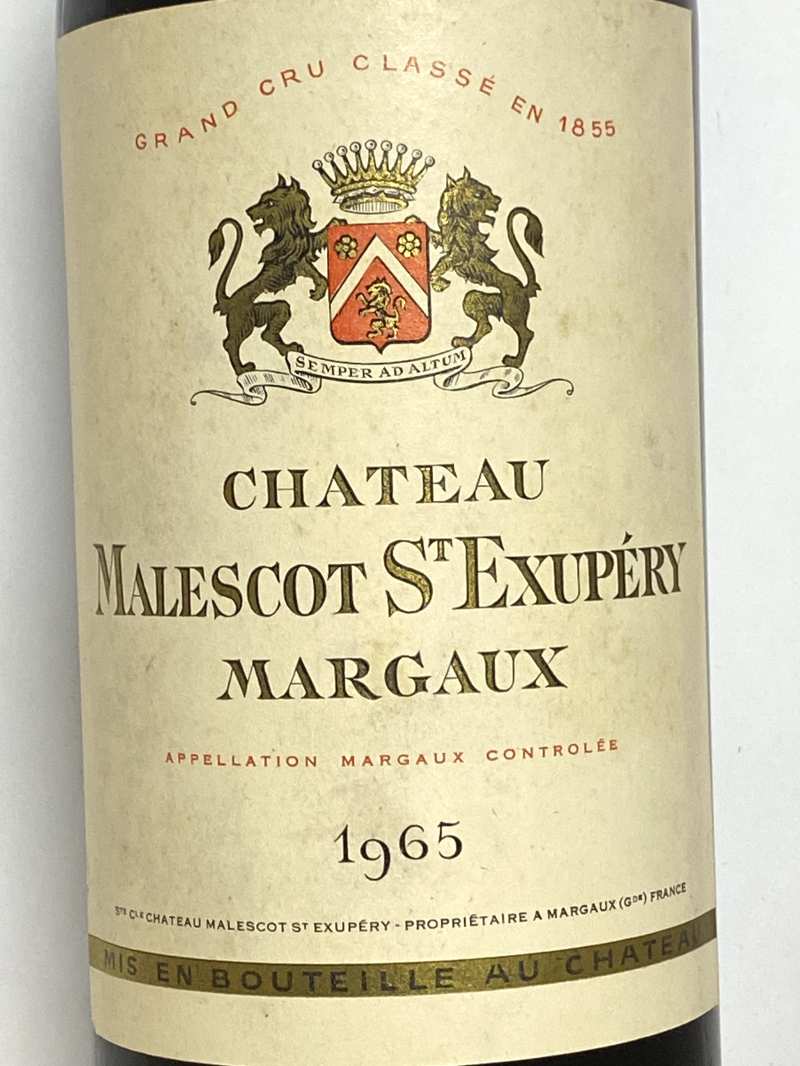 GRAND CRU CLASSÉ EN 1855
SEMPER AD ALTUM
CHATEAU
MALESCOT ST EXUPÉRY
MARGAUX
APPELLATION MARGAUX CONTROLÉE
1965
STE CLE CHATEAU MALESCOT ST EXUPÉRY - PROPRIÉTAIRE A MARGAUX (GDE) FRANCE
MIS EN BOUTEILLE AU CHATEAU